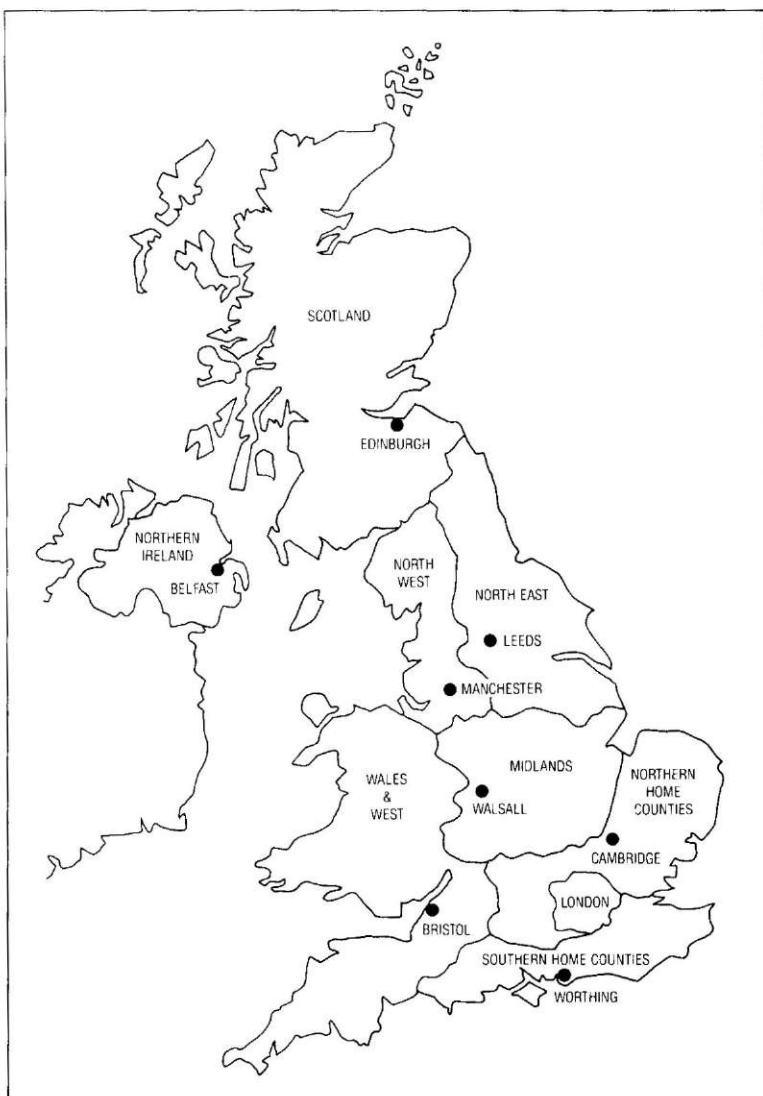 SCOTLAND
EDINBURGH
NORTHERN
IRELAND
BELFAST
NORTH
WEST
NORTH EAST
LEEDS
MANCHESTER
MIDLANDS
WALSALL
WALES
&
WEST
NORTHERN
HOME
COUNTIES
CAMBRIDGE
LONDON
BRISTOL
SOUTHERN HOME COUNTIES
WORTHING